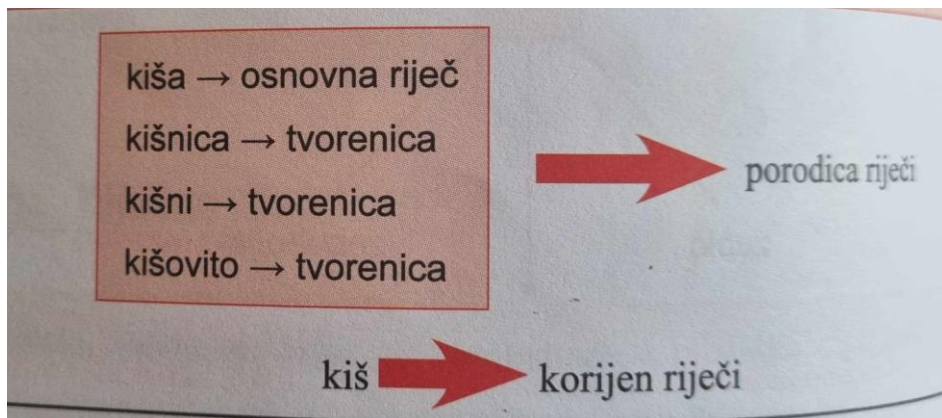 kiša → osnovna riječ
kišnica → tvorenica
kišni → tvorenica
kišovito → tvorenica
porodica riječi
kiš
korijen riječi